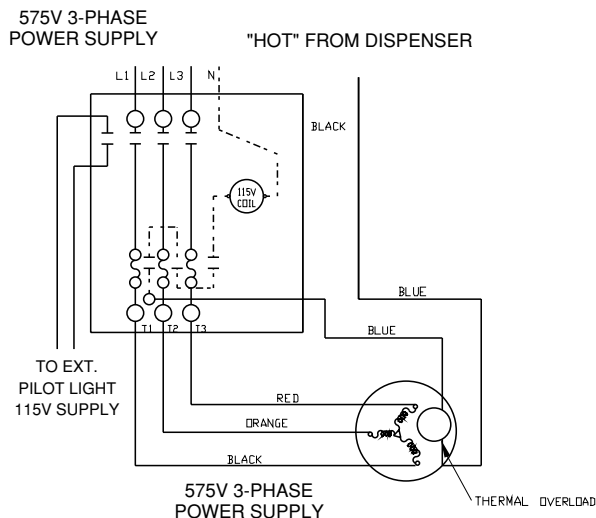 575V 3-PHASE
POWER SUPPLY
"HOT" FROM DISPENSER
L1 L2 L3 N
BLACK
115V
COIL
BLUE
BLUE
T1 T2 T3
TO EXT.
PILOT LIGHT
115V SUPPLY
RED
ORANGE
BLACK
575V 3-PHASE
POWER SUPPLY
THERMAL OVERLOAD